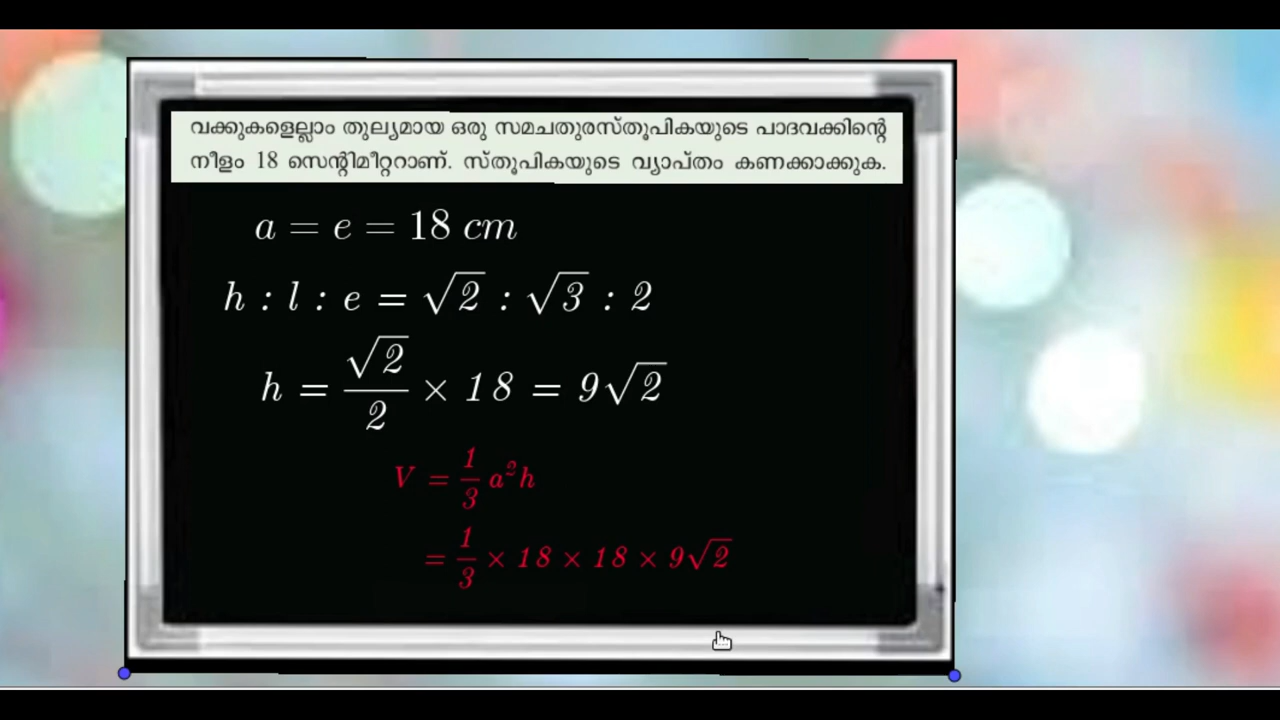 വക്കുകളെല്ലാം തുല്യമായ ഒരു സമചതുരസ്തൂപികയുടെ പാദവക്കിന്റെ
നീളം 18 സെന്റിമീറ്ററാണ്. സ്തൂപികയുടെ വ്യാപ്തം കണക്കാക്കുക.
a = e = 18 cm
h : l : e = √2 : √3 : 2
h = √2/2 × 18 = 9√2
V = 1/3 a²h
= 1/3 × 18 × 18 × 9√2